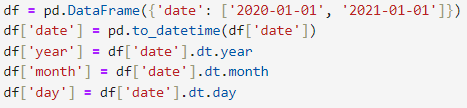 df = pd.DataFrame({'date': ['2020-01-01', '2021-01-01']})
df['date'] = pd.to_datetime(df['date'])
df['year'] = df['date'].dt.year
df['month'] = df['date'].dt.month
df['day'] = df['date'].dt.day